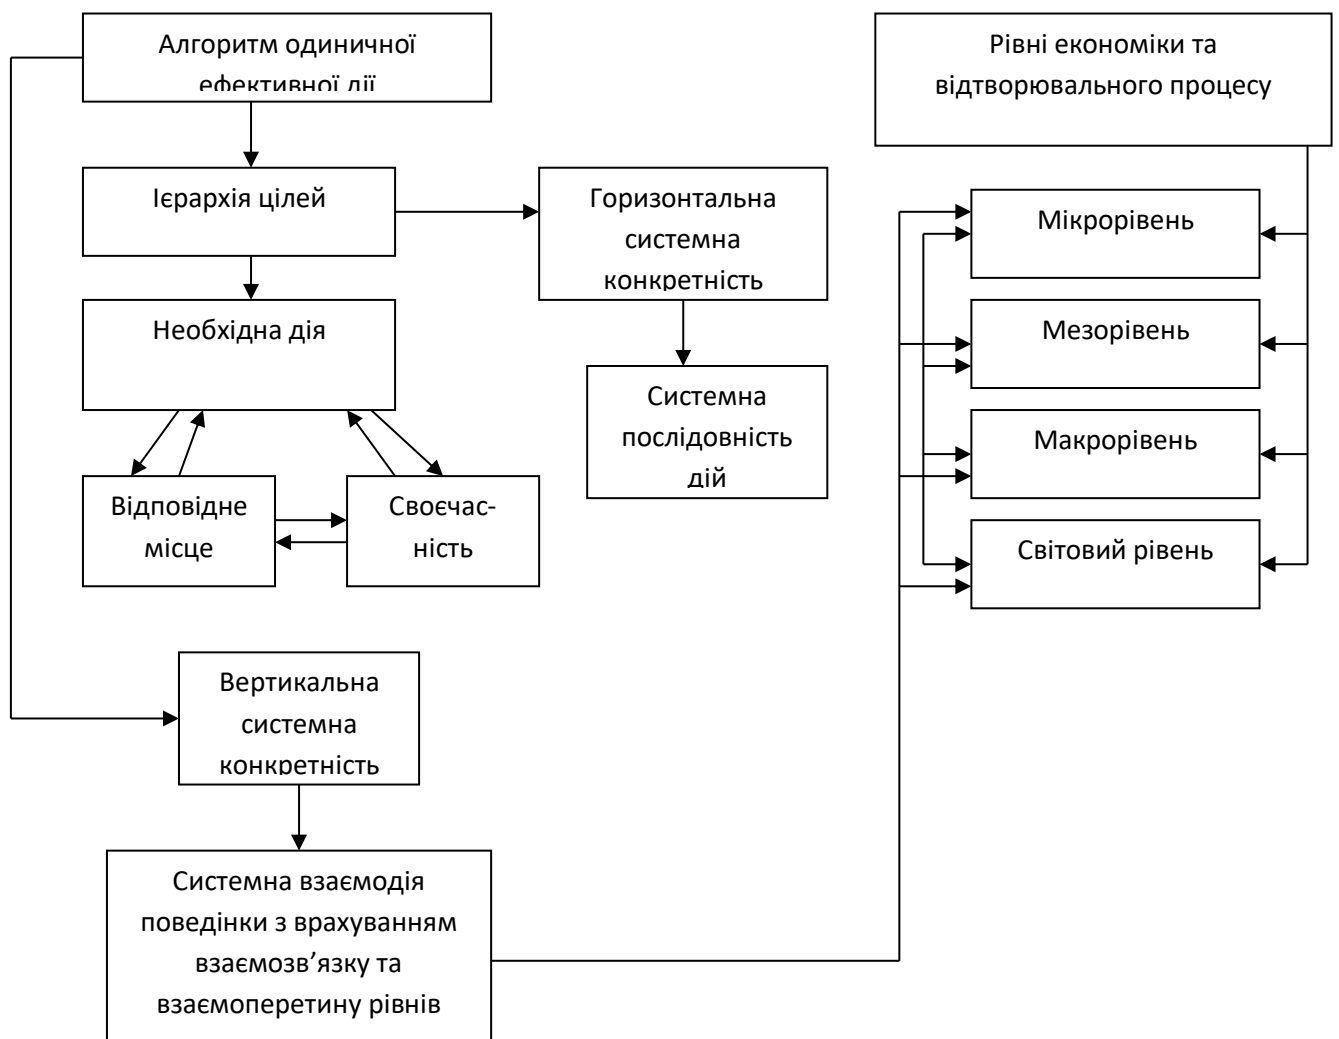 Алгоритм одиничної
ефективної дії
Рівні економіки та
відтворювального процесу
Ієрархія цілей
Горизонтальна
системна
конкретність
Мікрорівень
Необхідна дія
Мезорівень
Системна
послідовність
дій
Макрорівень
Відповідне
місце
Своєчас-
ність
Світовий рівень
Вертикальна
системна
конкретність
Системна взаємодія
поведінки з врахуванням
взаємозв’язку та
взаємоперетину рівнів